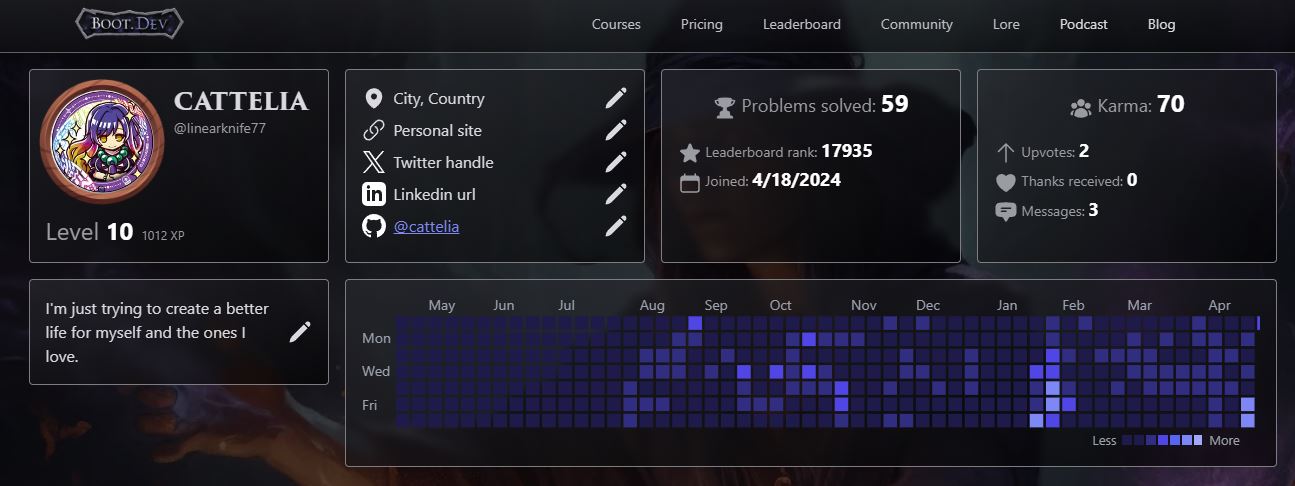 BOOT.DEV
Courses Pricing Leaderboard Community Lore Podcast Blog
CATTELIA
@linearknife77
Level 10 1012 XP
City, Country
Personal site
Twitter handle
Linkedin url
@cattelia
Problems solved: 59
Leaderboard rank: 17935
Joined: 4/18/2024
Karma: 70
Upvotes: 2
Thanks received: 0
Messages: 3
I'm just trying to create a better
life for myself and the ones I
love.
May Jun Jul Aug Sep Oct Nov Dec Jan Feb Mar Apr
Mon
Wed
Fri
Less More